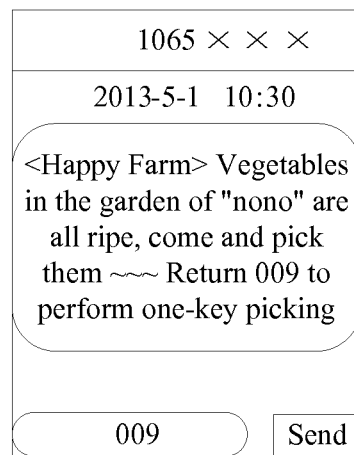 1065 × × ×
2013-5-1 10:30
<Happy Farm> Vegetables
in the garden of "nono" are
all ripe, come and pick
them ~~~ Return 009 to
perform one-key picking
009
Send